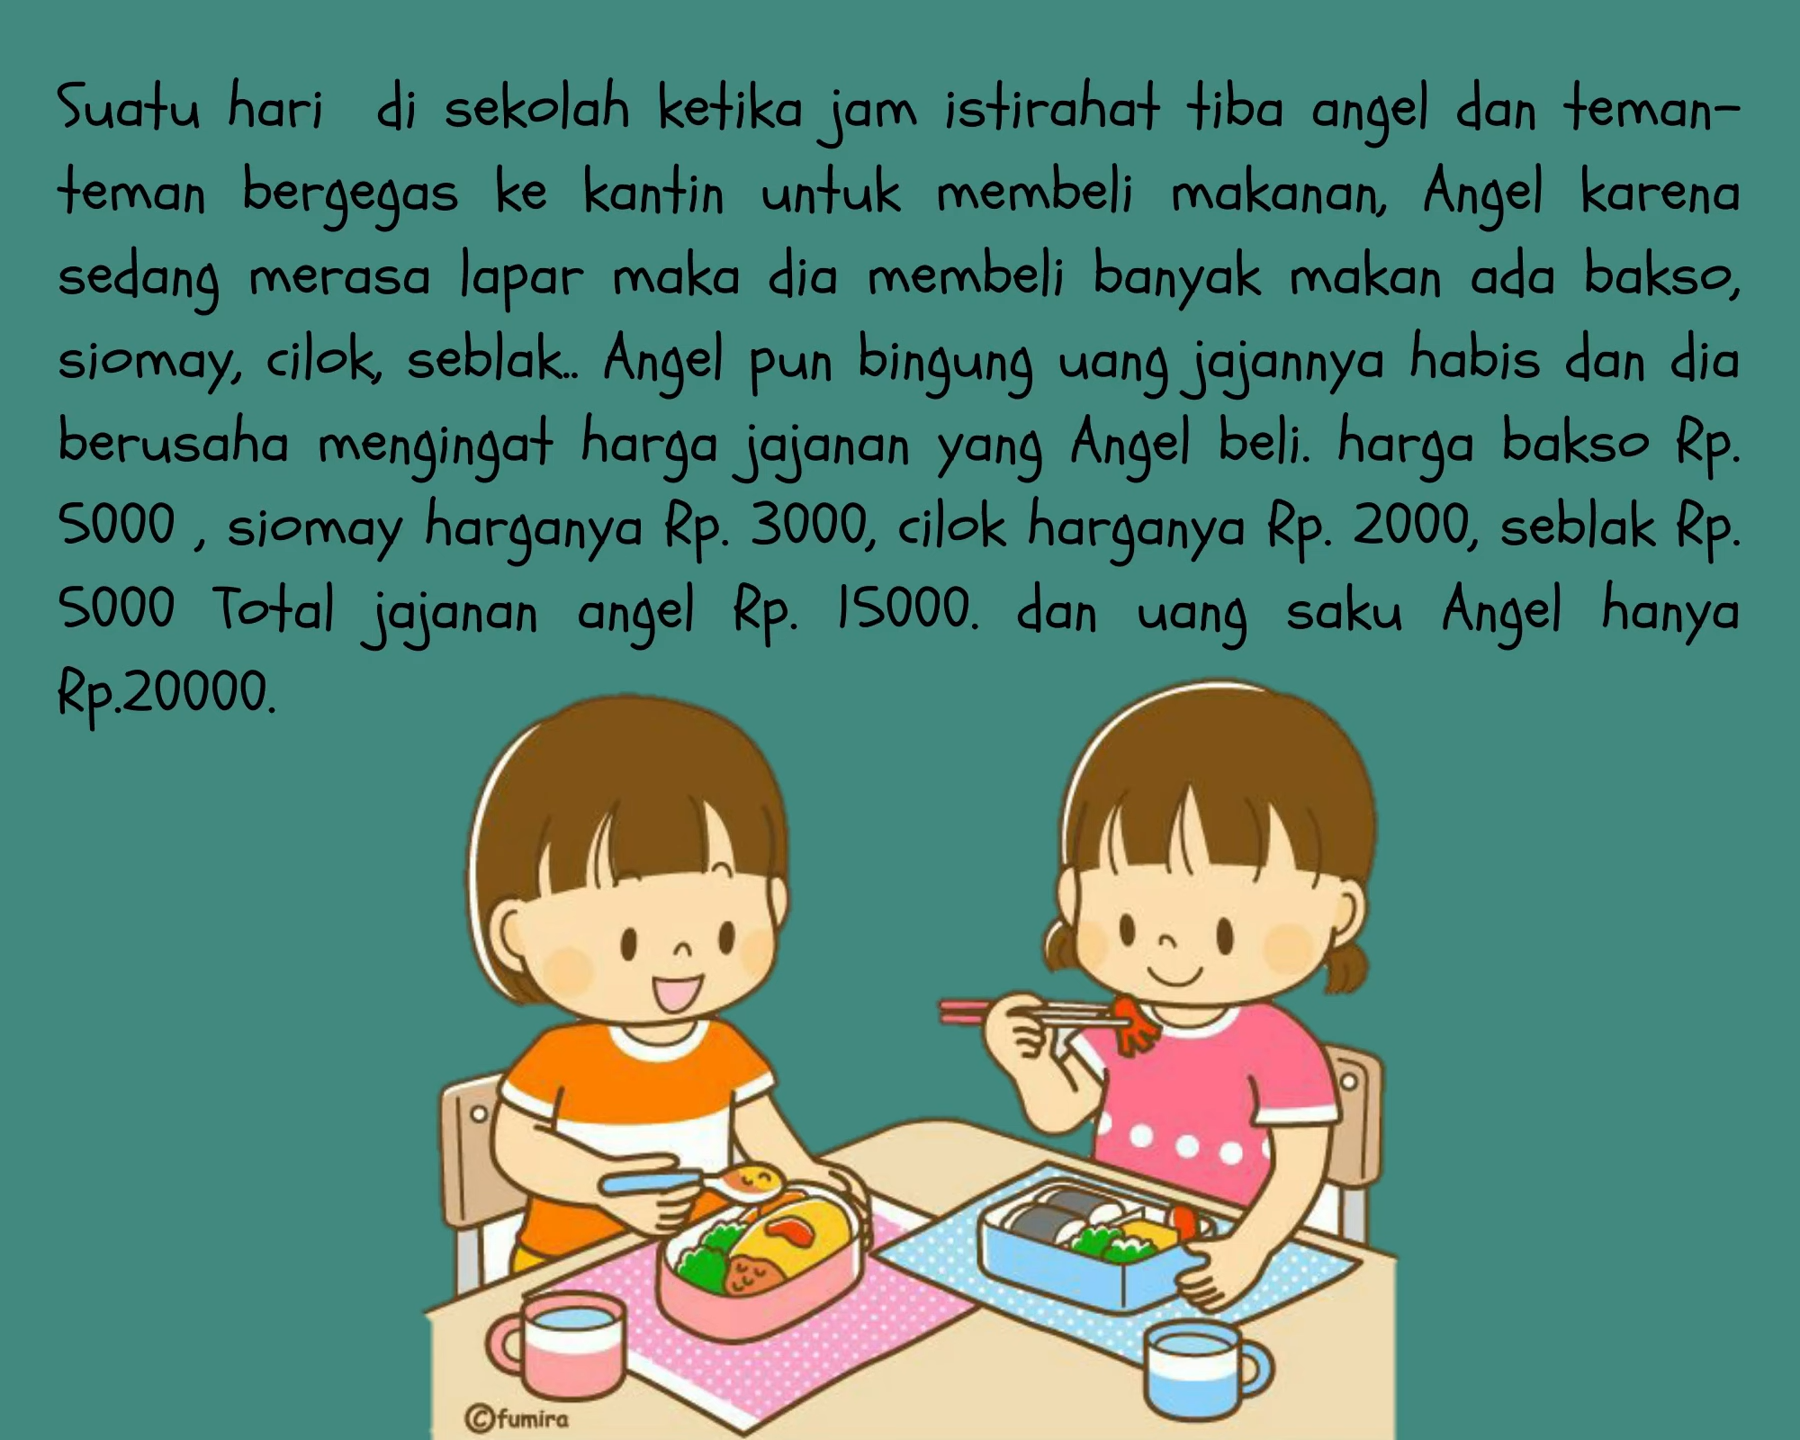 Suatu hari di sekolah ketika jam istirahat tiba angel dan teman-
teman bergegas ke kantin untuk membeli makanan, Angel karena
sedang merasa lapar maka dia membeli banyak makan ada bakso,
siomay, cilok, seblak.. Angel pun bingung uang jajannya habis dan dia
berusaha mengingat harga jajanan yang Angel beli. harga bakso Rp.
5000 , siomay harganya Rp. 3000, cilok harganya Rp. 2000, seblak Rp.
5000 Total jajanan angel Rp. 15000. dan uang saku Angel hanya
Rp.20000.
©fumira